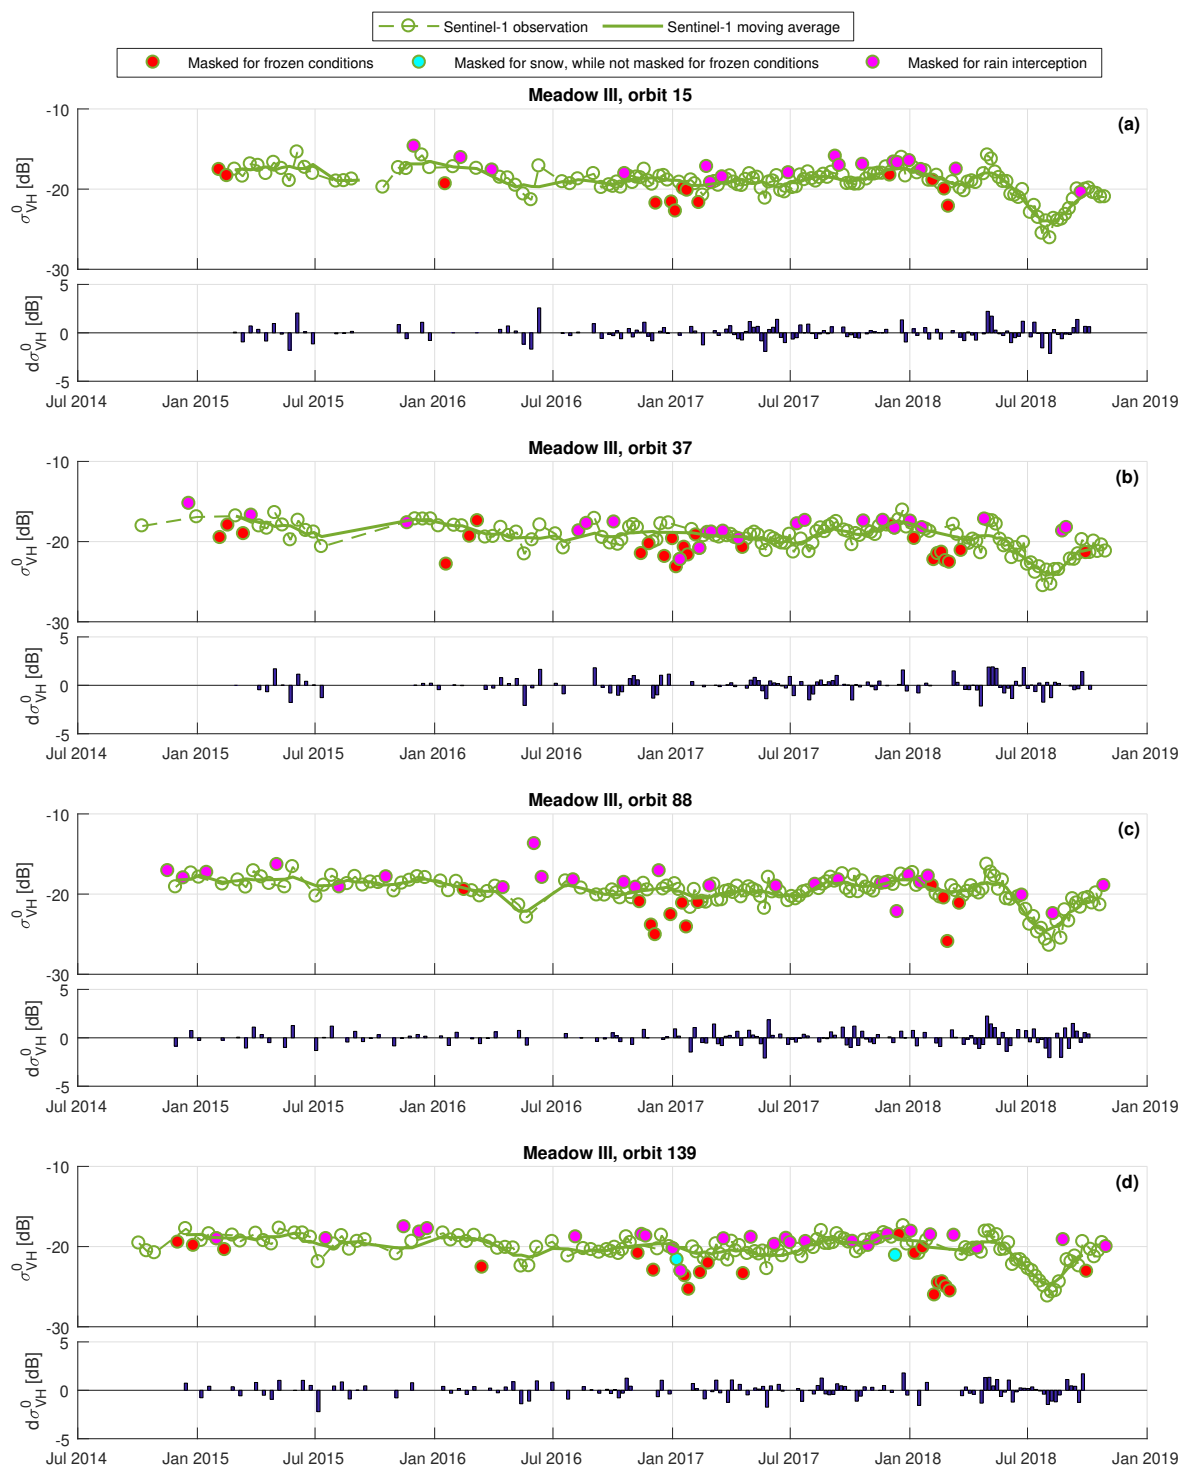 Sentinel-1 observation Sentinel-1 moving average
Masked for frozen conditions Masked for snow, while not masked for frozen conditions Masked for rain interception
Meadow III, orbit 15
(a)
-10
-20
-30
σ⁰VH [dB]
5
0
-5
dσ⁰VH [dB]
Jul 2014 Jan 2015 Jul 2015 Jan 2016 Jul 2016 Jan 2017 Jul 2017 Jan 2018 Jul 2018 Jan 2019
Meadow III, orbit 37
(b)
-10
-20
-30
σ⁰VH [dB]
5
0
-5
dσ⁰VH [dB]
Jul 2014 Jan 2015 Jul 2015 Jan 2016 Jul 2016 Jan 2017 Jul 2017 Jan 2018 Jul 2018 Jan 2019
Meadow III, orbit 88
(c)
-10
-20
-30
σ⁰VH [dB]
5
0
-5
dσ⁰VH [dB]
Jul 2014 Jan 2015 Jul 2015 Jan 2016 Jul 2016 Jan 2017 Jul 2017 Jan 2018 Jul 2018 Jan 2019
Meadow III, orbit 139
(d)
-10
-20
-30
σ⁰VH [dB]
5
0
-5
dσ⁰VH [dB]
Jul 2014 Jan 2015 Jul 2015 Jan 2016 Jul 2016 Jan 2017 Jul 2017 Jan 2018 Jul 2018 Jan 2019